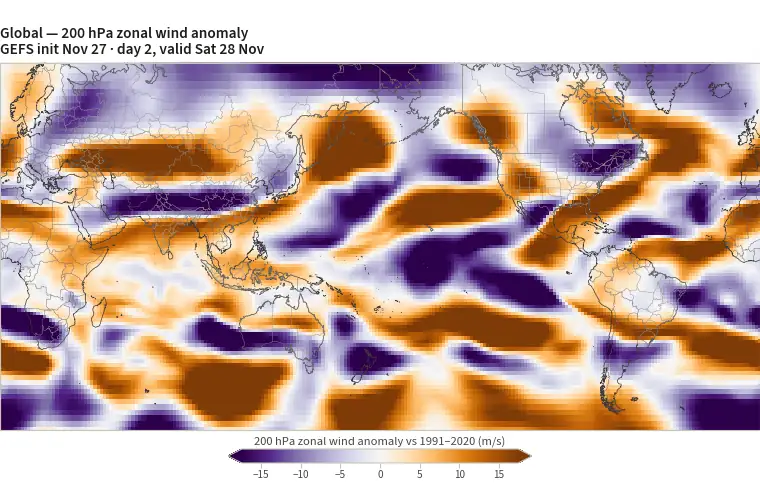 Global — 200 hPa zonal wind anomaly
GEFS init Nov 27 · day 2, valid Sat 28 Nov
200 hPa zonal wind anomaly vs 1991–2020 (m/s)
−15 −10 −5 0 5 10 15